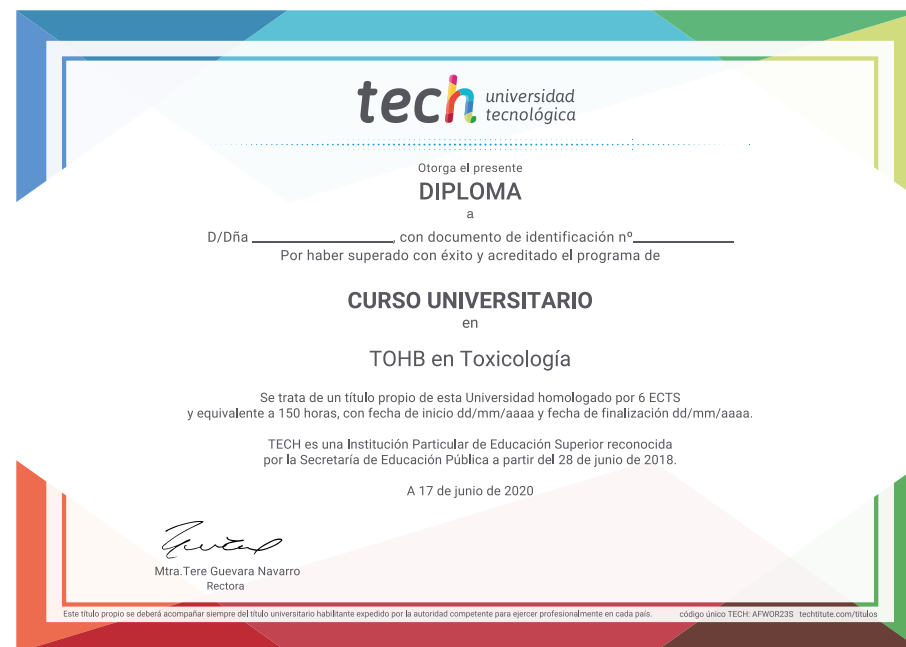 tech universidad
tecnológica
Otorga el presente
DIPLOMA
a
D/Dña ____________________, con documento de identificación nº______________
Por haber superado con éxito y acreditado el programa de
CURSO UNIVERSITARIO
en
TOHB en Toxicología
Se trata de un título propio de esta Universidad homologado por 6 ECTS
y equivalente a 150 horas, con fecha de inicio dd/mm/aaaa y fecha de finalización dd/mm/aaaa.
TECH es una Institución Particular de Educación Superior reconocida
por la Secretaría de Educación Pública a partir del 28 de junio de 2018.
A 17 de junio de 2020
Mtra.Tere Guevara Navarro
Rectora
Este título propio se deberá acompañar siempre del título universitario habilitante expedido por la autoridad competente para ejercer profesionalmente en cada país. código único TECH: AFWOR23S techtitute.com/títulos